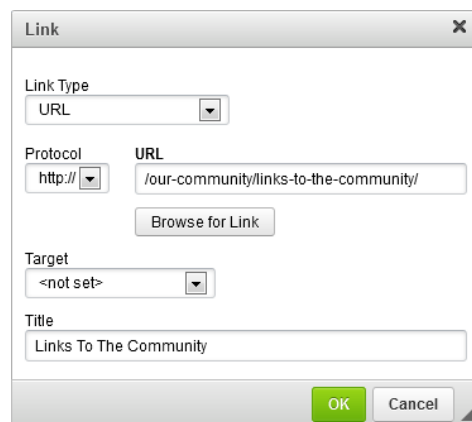 Link
Link Type
URL
Protocol URL
http:// /our-community/links-to-the-community/
Browse for Link
Target
<not set>
Title
Links To The Community
OK Cancel